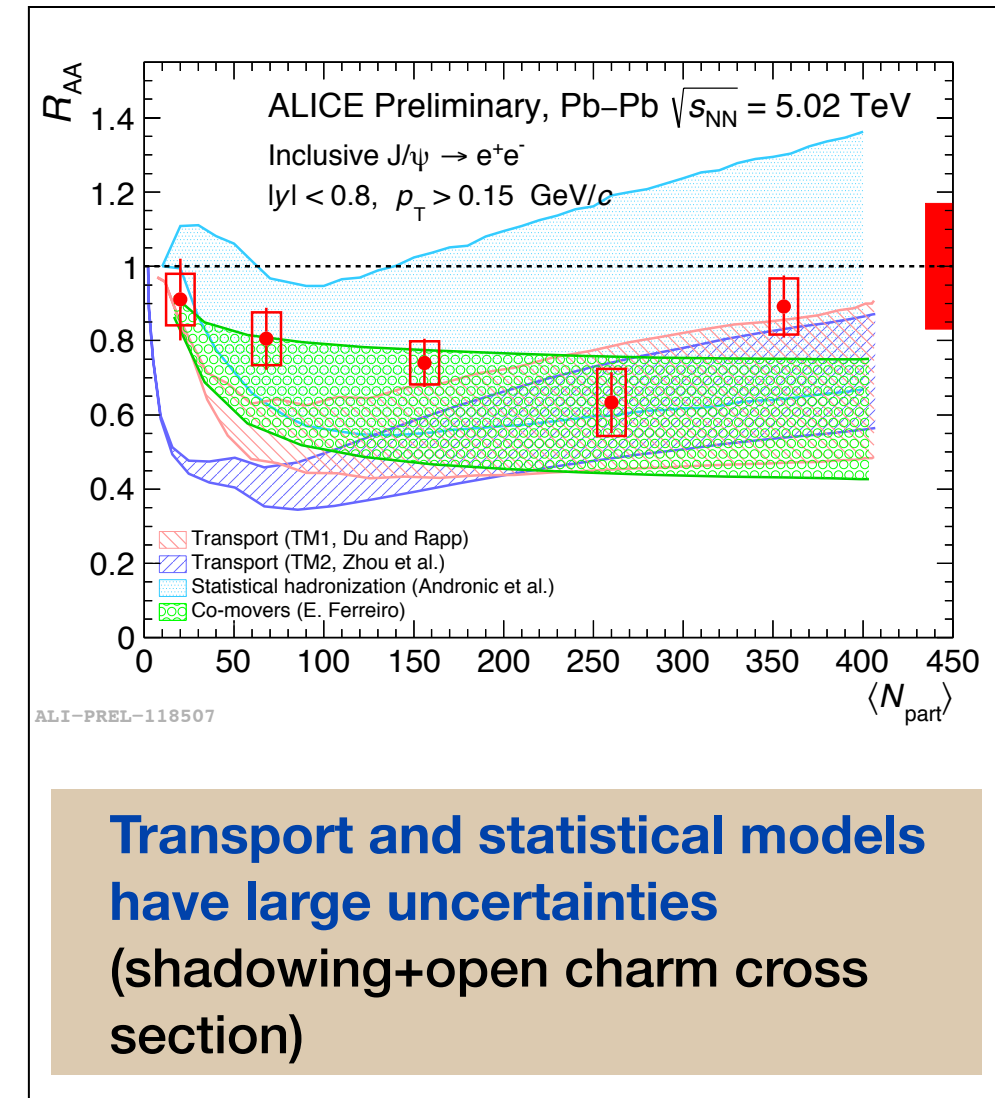 R_AA
1.4
1.2
1
0.8
0.6
0.4
0.2
0
ALICE Preliminary, Pb–Pb √s_NN = 5.02 TeV
Inclusive J/ψ → e⁺e⁻
|y| < 0.8, p_T > 0.15 GeV/c
Transport (TM1, Du and Rapp)
Transport (TM2, Zhou et al.)
Statistical hadronization (Andronic et al.)
Co-movers (E. Ferreiro)
0 50 100 150 200 250 300 350 400 450
⟨N_part⟩
ALI-PREL-118507
Transport and statistical models
have large uncertainties
(shadowing+open charm cross
section)